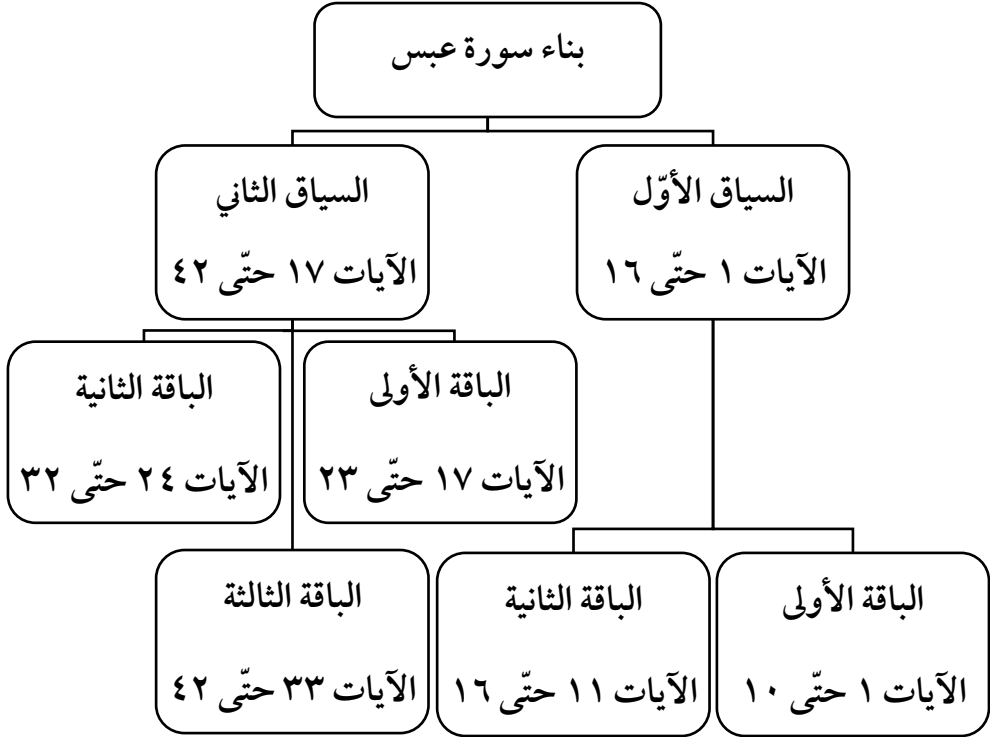 بناء سورة عبس
السياق الأوّل
الآيات ١ حتّى ١٦
السياق الثاني
الآيات ١٧ حتّى ٤٢
الباقة الأولى
الآيات ١٧ حتّى ٢٣
الباقة الثانية
الآيات ٢٤ حتّى ٣٢
الباقة الأولى
الآيات ١ حتّى ١٠
الباقة الثانية
الآيات ١١ حتّى ١٦
الباقة الثالثة
الآيات ٣٣ حتّى ٤٢